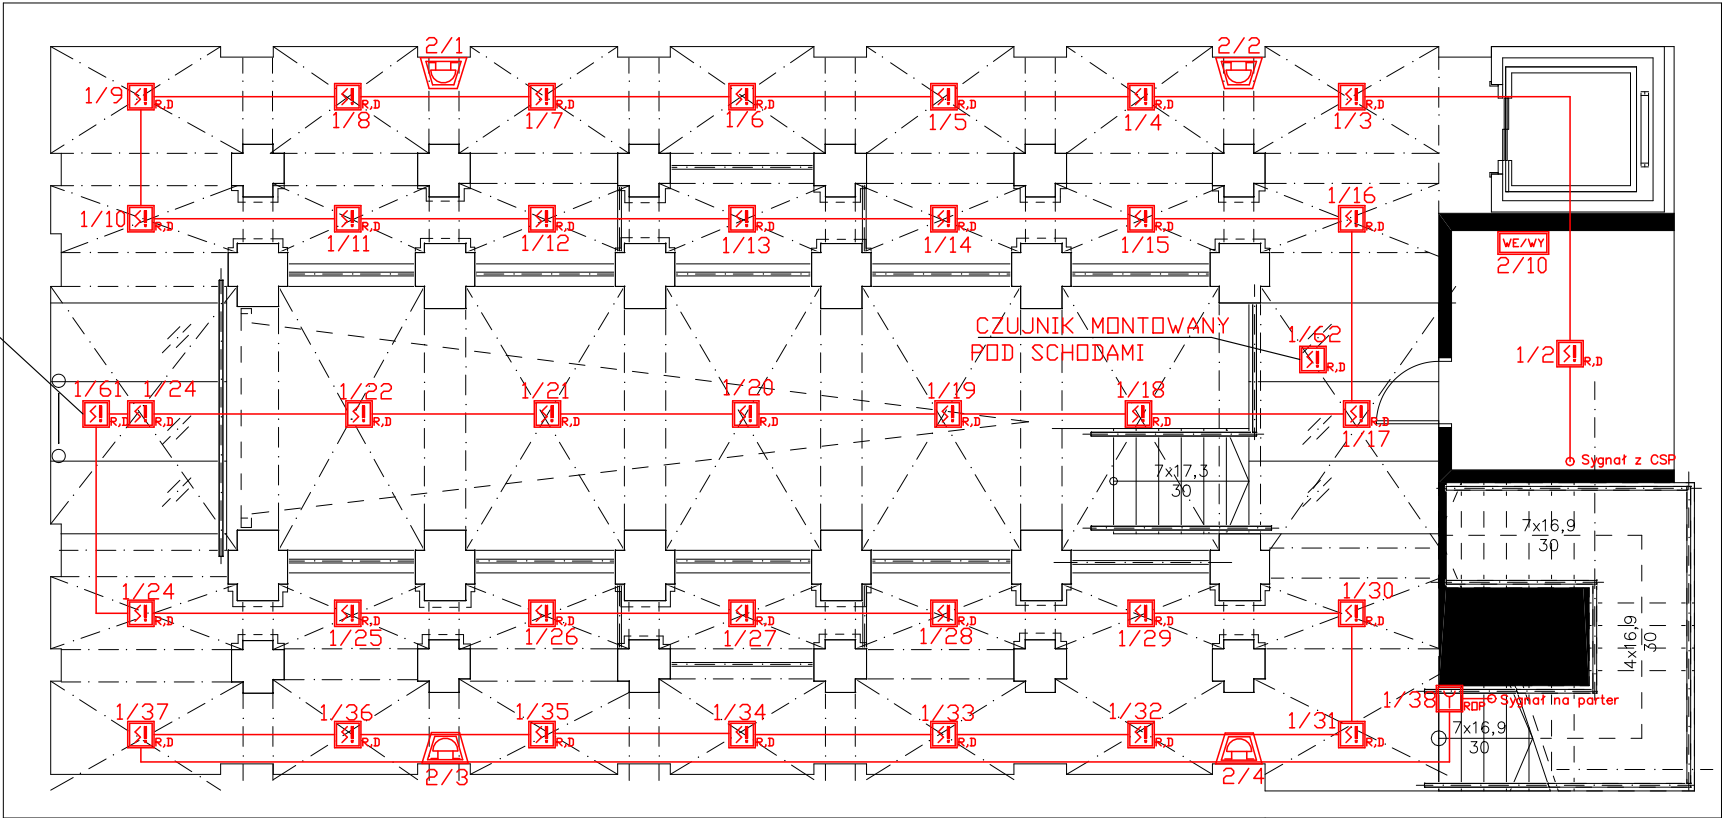 2/1
2/2
1/9 R,D
1/8 R,D
1/7 R,D
1/6 R,D
1/5 R,D
1/4 R,D
1/3 R,D
1/10 R,D
1/11 R,D
1/12 R,D
1/13 R,D
1/14 R,D
1/15 R,D
1/16 R,D
WE/WY
2/10
CZUJNIK MONTOWANY
POD SCHODAMI
1/62 R,D
1/2 R,D
1/61 R,D
1/24 R,D
1/22 R,D
1/21 R,D
1/20 R,D
1/19 R,D
1/18 R,D
1/17 R,D
Sygnał z CSP
7x17,3
30
7x16,9
30
1/24 R,D
1/25 R,D
1/26 R,D
1/27 R,D
1/28 R,D
1/29 R,D
1/30 R,D
14x16,9
30
1/37 R,D
1/36 R,D
1/35 R,D
1/34 R,D
1/33 R,D
1/32 R,D
1/31 R,D
1/38 ROP
Sygnał na parter
7x16,9
30
2/3
2/4